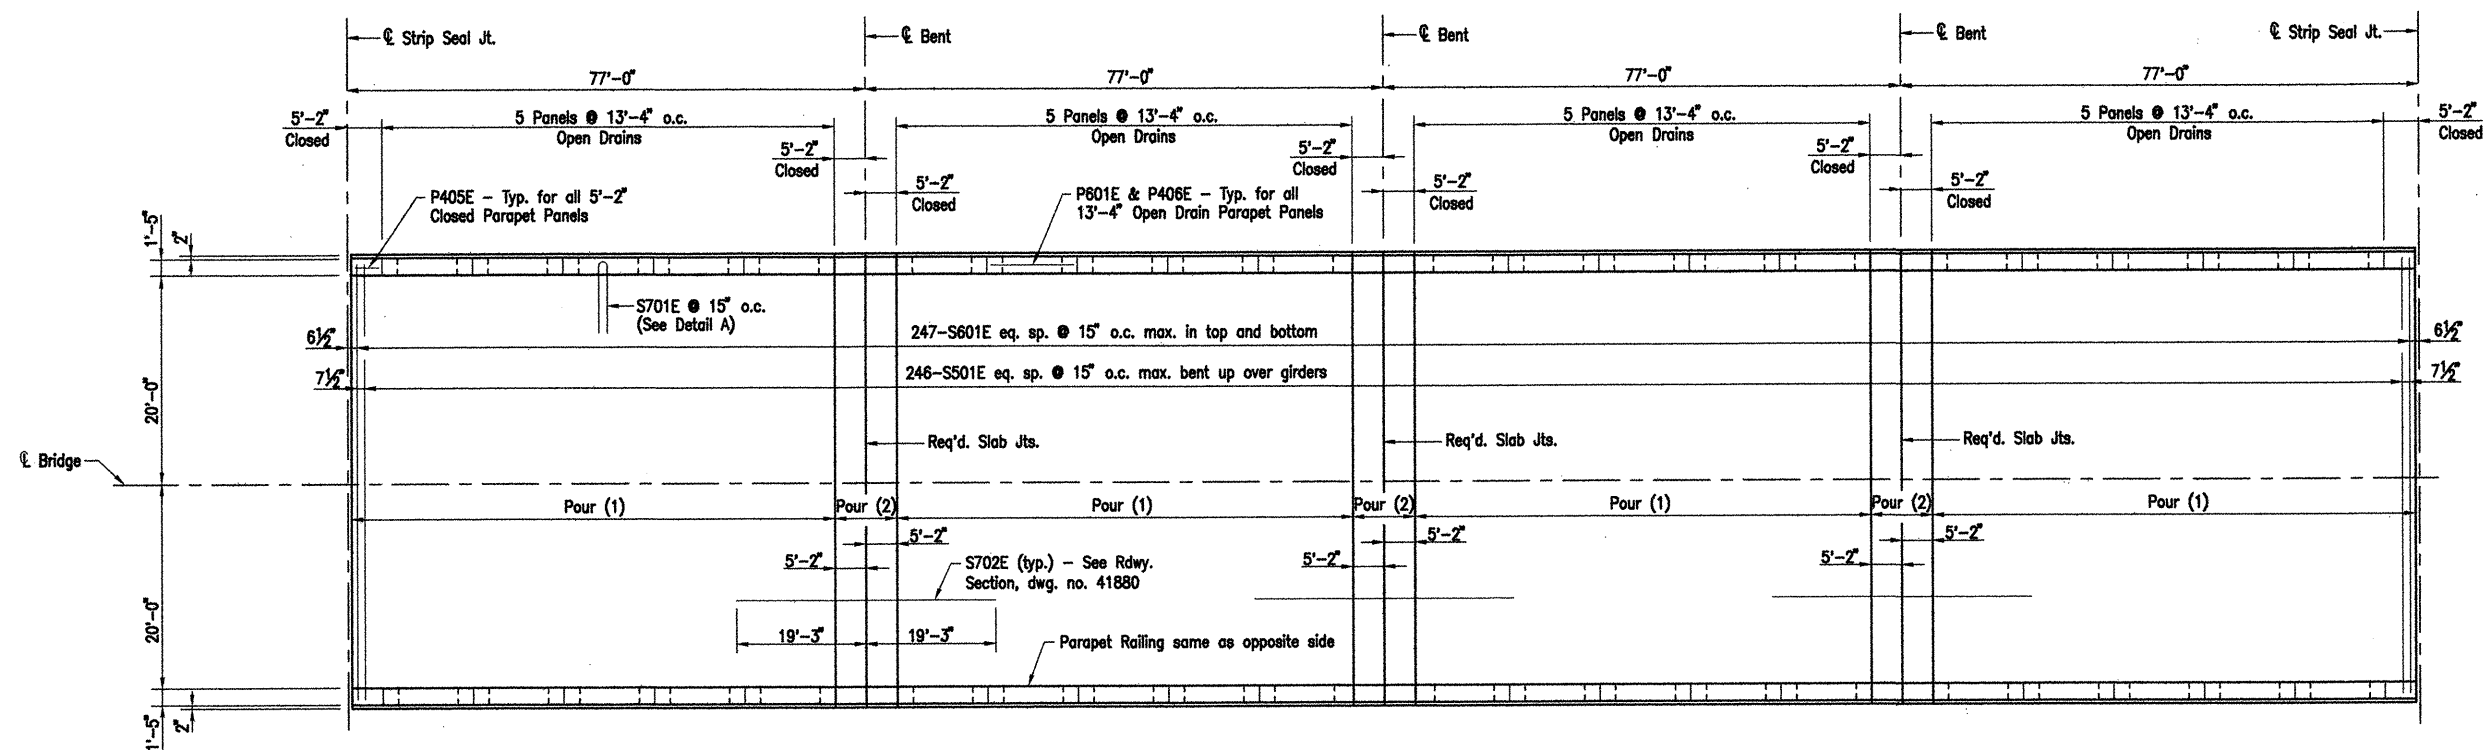 ℄ Strip Seal Jt.
℄ Bent
℄ Bent
℄ Bent
℄ Strip Seal Jt.
77'-0"
77'-0"
77'-0"
77'-0"
5'-2"
Closed
5 Panels @ 13'-4" o.c.
Open Drains
5'-2"
Closed
5'-2"
Closed
5 Panels @ 13'-4" o.c.
Open Drains
5'-2"
Closed
5'-2"
Closed
5 Panels @ 13'-4" o.c.
Open Drains
5'-2"
Closed
5'-2"
Closed
5 Panels @ 13'-4" o.c.
Open Drains
5'-2"
Closed
P405E - Typ. for all 5'-2"
Closed Parapet Panels
P601E & P406E - Typ. for all
13'-4" Open Drain Parapet Panels
1'-5"
2"
S701E @ 15" o.c.
(See Detail A)
6½"
247-S601E eq. sp. @ 15" o.c. max. in top and bottom
6½"
7½"
246-S501E eq. sp. @ 15" o.c. max. bent up over girders
7½"
20'-0"
Req'd. Slab Jts.
Req'd. Slab Jts.
Req'd. Slab Jts.
℄ Bridge
Pour (1)
Pour (2)
Pour (1)
Pour (2)
Pour (1)
Pour (2)
Pour (1)
5'-2"
5'-2"
5'-2"
5'-2"
5'-2"
5'-2"
S702E (typ.) - See Rdwy.
Section, dwg. no. 41880
20'-0"
19'-3"
19'-3"
Parapet Railing same as opposite side
1'-5"
2"